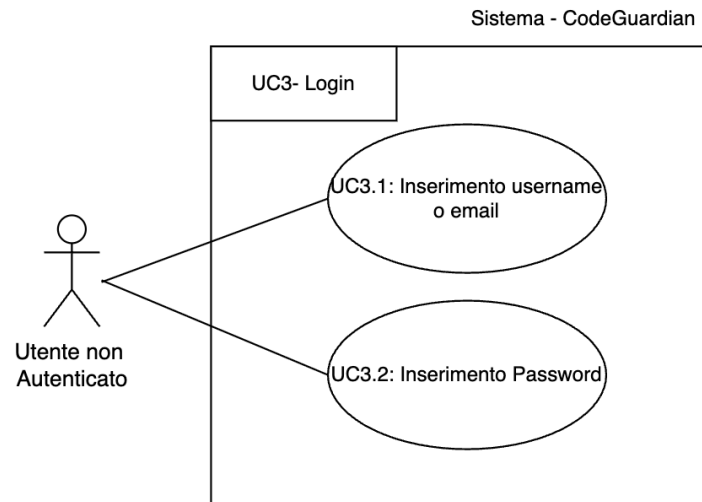 Sistema - CodeGuardian
UC3- Login
UC3.1: Inserimento username
o email
Utente non
Autenticato
UC3.2: Inserimento Password